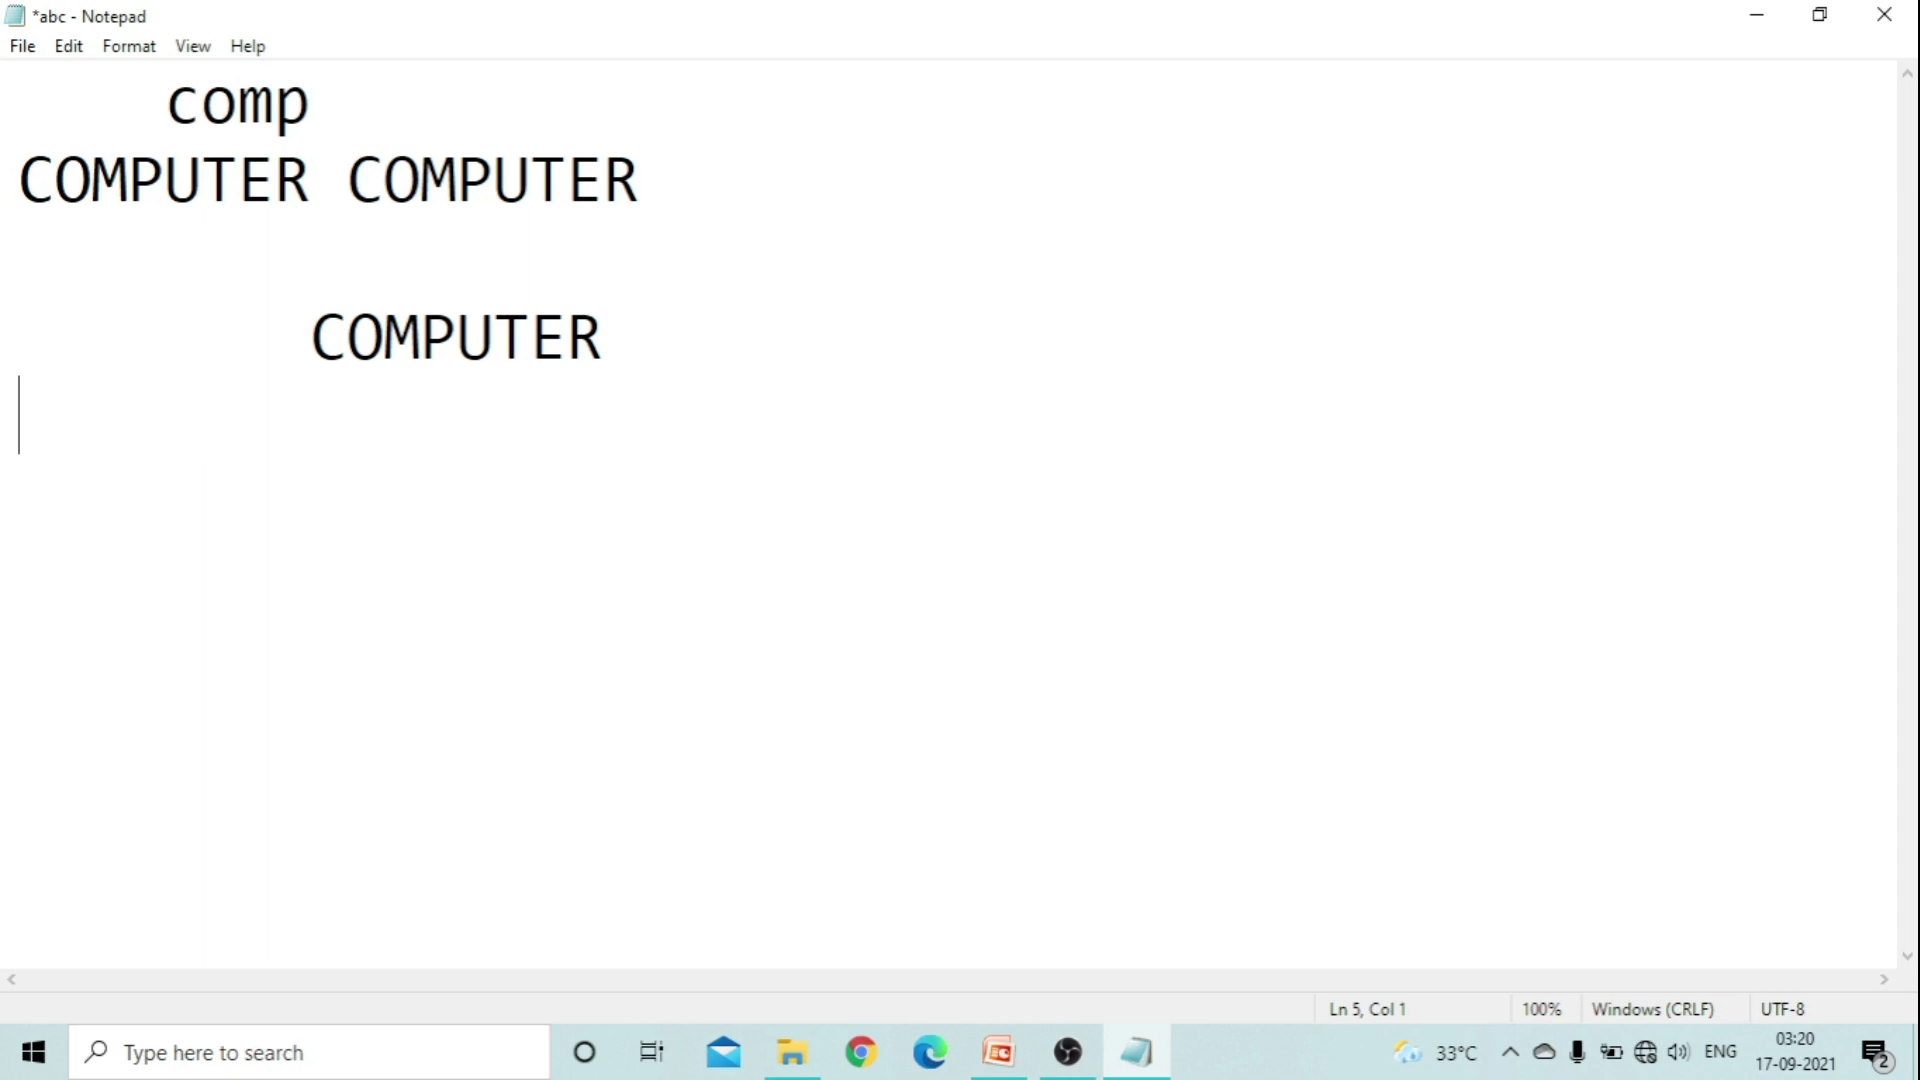 *abc - Notepad
File Edit Format View Help
comp
COMPUTER COMPUTER
COMPUTER
Ln 5, Col 1 100% Windows (CRLF) UTF-8
Type here to search 33°C ENG 03:20
17-09-2021 2